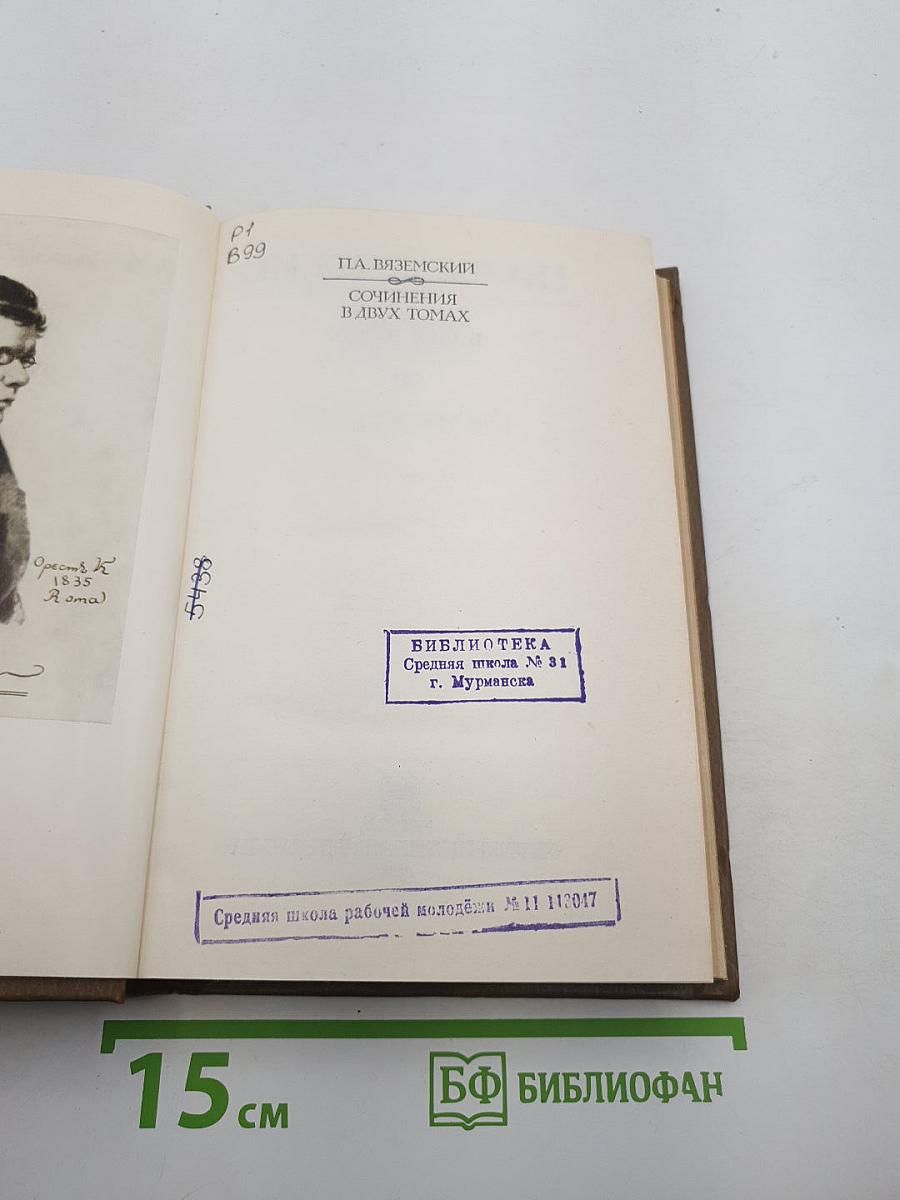 Р1
В99
П.А. ВЯЗЕМСКИЙ
СОЧИНЕНИЯ
В ДВУХ ТОМАХ
Орестъ К
1835
Roma
5438
БИБЛИОТЕКА
Средняя школа № 31
г. Мурманска
Средняя школа рабочей молодёжи № 11 113047
15 см
БФ БИБЛИОФАН